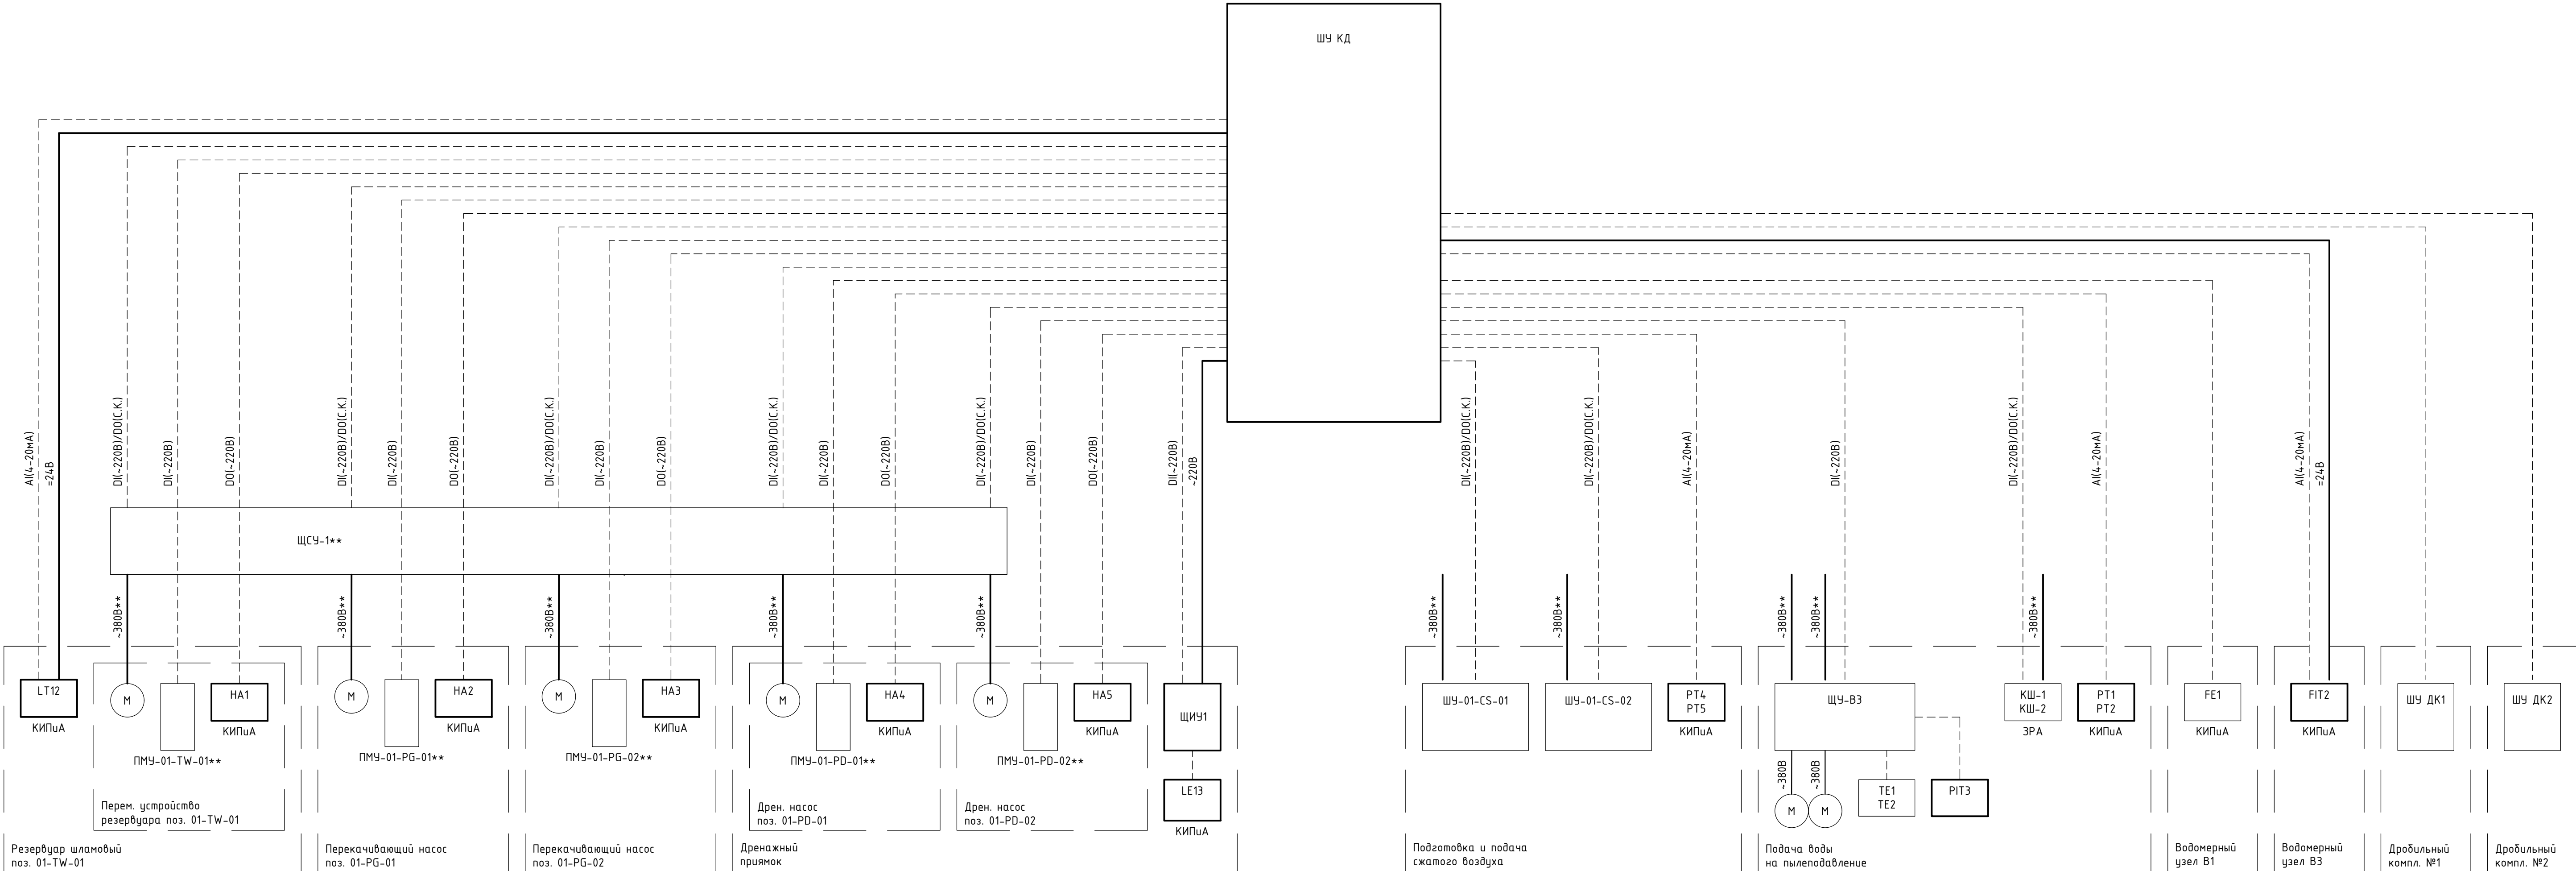 ШУ КД
AI(4-20мА)
=24В
DI(~220В)/DO(С.К.)
DI(~220В)
DO(~220В)
DI(~220В)/DO(С.К.)
DI(~220В)
DO(~220В)
DI(~220В)/DO(С.К.)
DI(~220В)
DO(~220В)
DI(~220В)/DO(С.К.)
DI(~220В)
DO(~220В)
DI(~220В)/DO(С.К.)
DI(~220В)
DO(~220В)
DI(~220В)
~220В
DI(~220В)/DO(С.К.)
DI(~220В)/DO(С.К.)
AI(4-20мА)
DI(~220В)
DI(~220В)/DO(С.К.)
AI(4-20мА)
AI(4-20мА)
=24В
ЩСУ-1**
~380В**
~380В**
~380В**
~380В**
~380В**
~380В**
~380В**
~380В**
~380В**
~380В**
LT12
КИПиА
М
HA1
КИПиА
ПМУ-01-TW-01**
Перем. устройство
резервуара поз. 01-TW-01
Резервуар шламовый
поз. 01-TW-01
М
HA2
КИПиА
ПМУ-01-PG-01**
Перекачивающий насос
поз. 01-PG-01
М
HA3
КИПиА
ПМУ-01-PG-02**
Перекачивающий насос
поз. 01-PG-02
М
HA4
КИПиА
ПМУ-01-PD-01**
Дрен. насос
поз. 01-PD-01
М
HA5
КИПиА
ПМУ-01-PD-02**
Дрен. насос
поз. 01-PD-02
ЩИУ1
LE13
КИПиА
Дренажный
приямок
ШУ-01-CS-01
ШУ-01-CS-02
PT4
PT5
КИПиА
Подготовка и подача
сжатого воздуха
ЩУ-В3
~380В
~380В
М
М
TE1
TE2
PIT3
КШ-1
КШ-2
ЗРА
PT1
PT2
КИПиА
Подача воды
на пылеподавление
FE1
КИПиА
Водомерный
узел В1
FIT2
КИПиА
Водомерный
узел В3
ШУ ДК1
Дробильный
компл. №1
ШУ ДК2
Дробильный
компл. №2